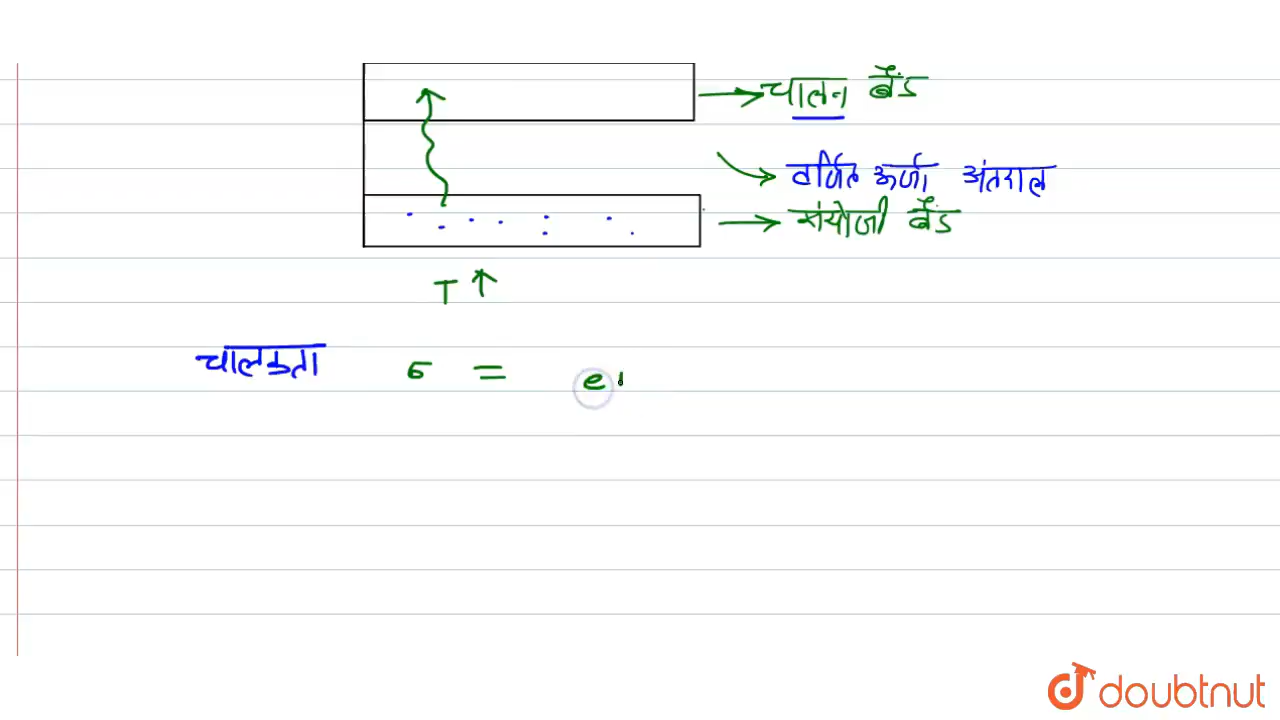 चालन बैंड
वर्जित ऊर्जा अंतराल
संयोजी बैंड
T ↑
चालकता σ = e
doubtnut